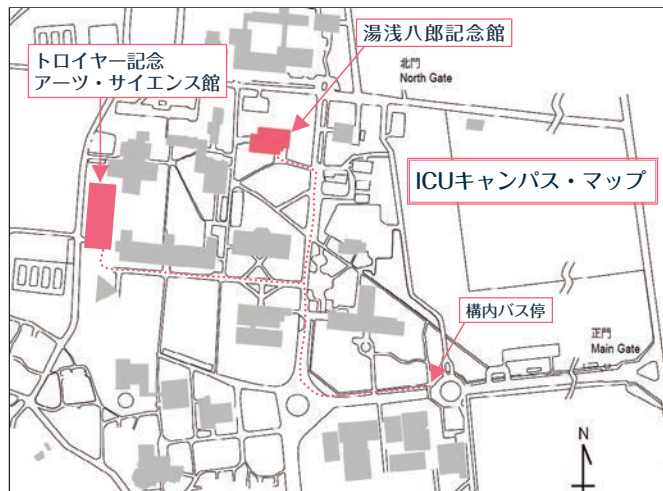 湯浅八郎記念館
トロイヤー記念
アーツ・サイエンス館
北門
North Gate
ICUキャンパス・マップ
構内バス停
正門
Main Gate
N